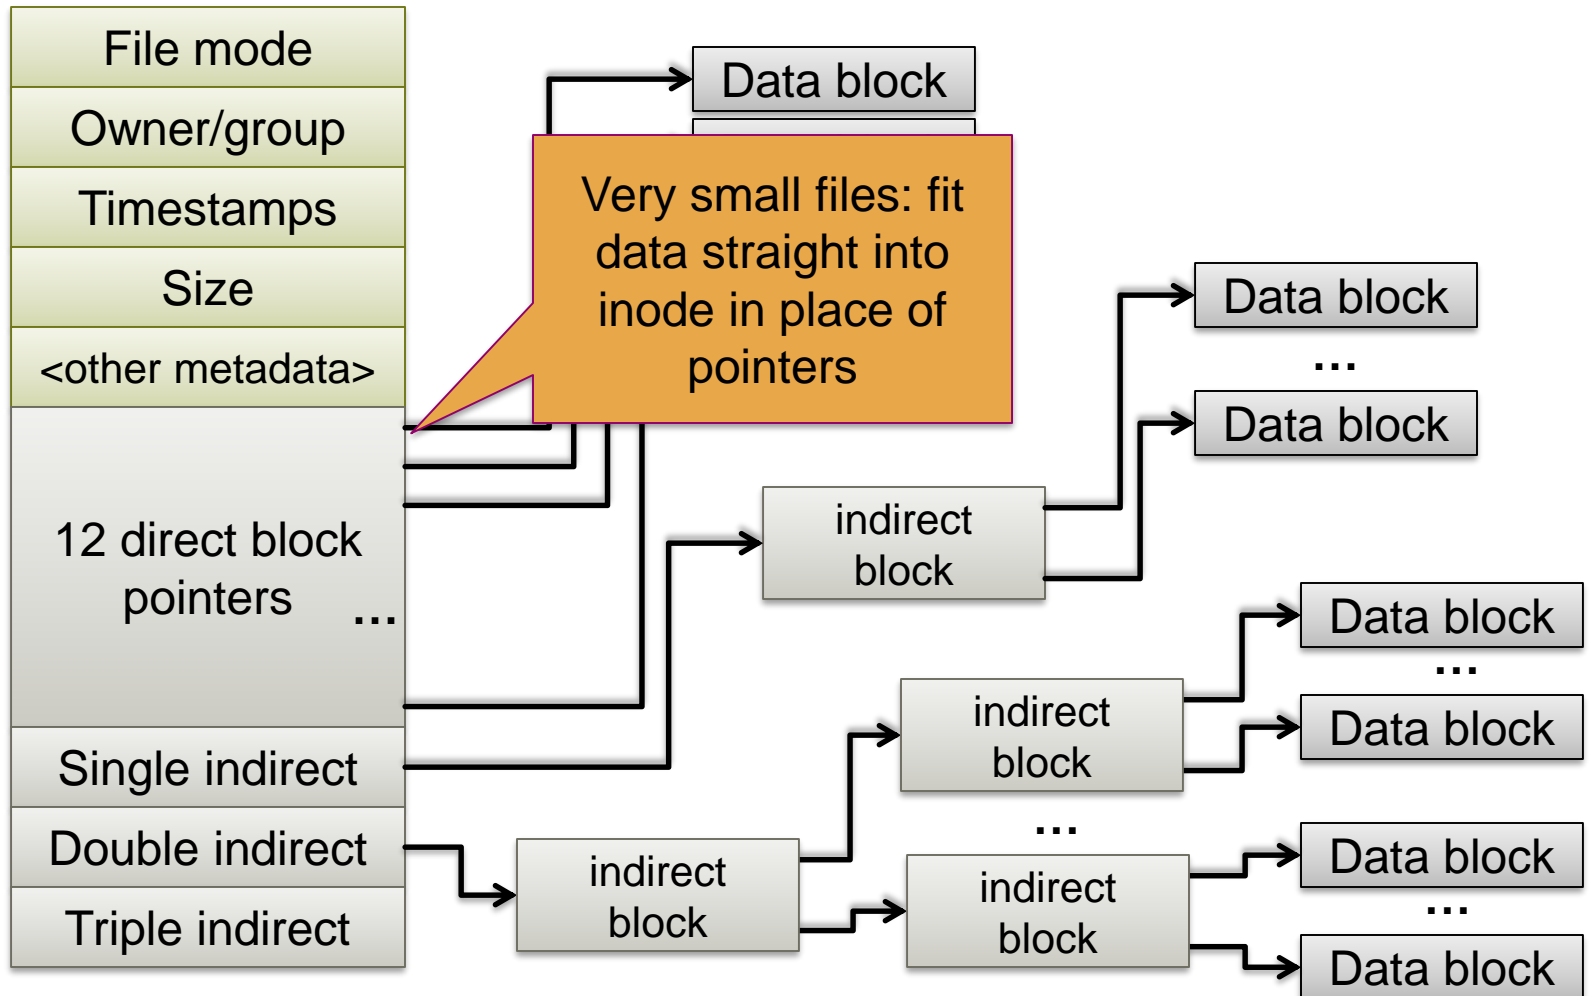 File mode
Owner/group
Timestamps
Size
<other metadata>
12 direct block
pointers ...
Single indirect
Double indirect
Triple indirect
Data block
Very small files: fit
data straight into
inode in place of
pointers
Data block
...
Data block
indirect
block
Data block
...
Data block
indirect
block
...
indirect
block
indirect
block
Data block
...
Data block